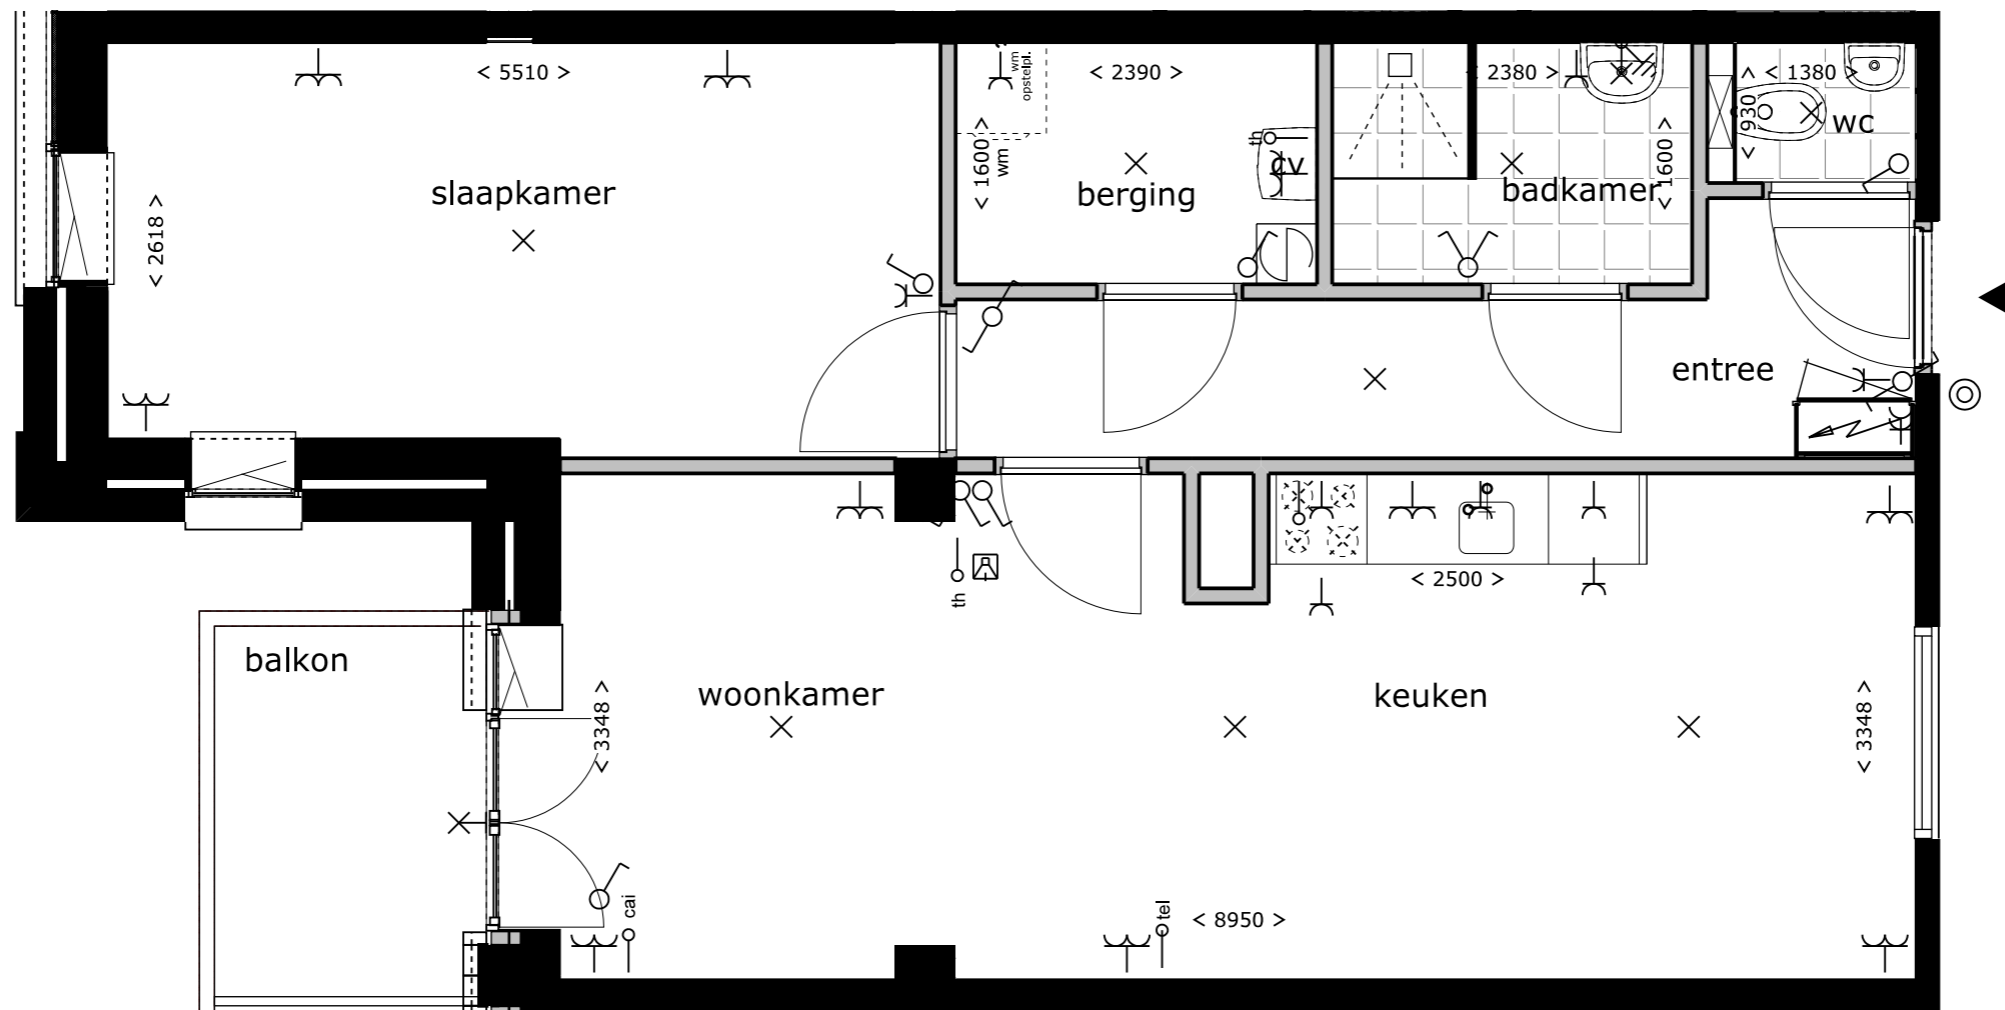 < 5510 >
wm
opstelpl.
< 2390 >
< 2380 >
< 1380 >
< 930 >
wc
< 1600 >
wm
th
cv
< 1600 >
slaapkamer
berging
badkamer
< 2618 >
entree
th
< 2500 >
balkon
woonkamer
keuken
< 3348 >
< 3348 >
cai
tel
< 8950 >